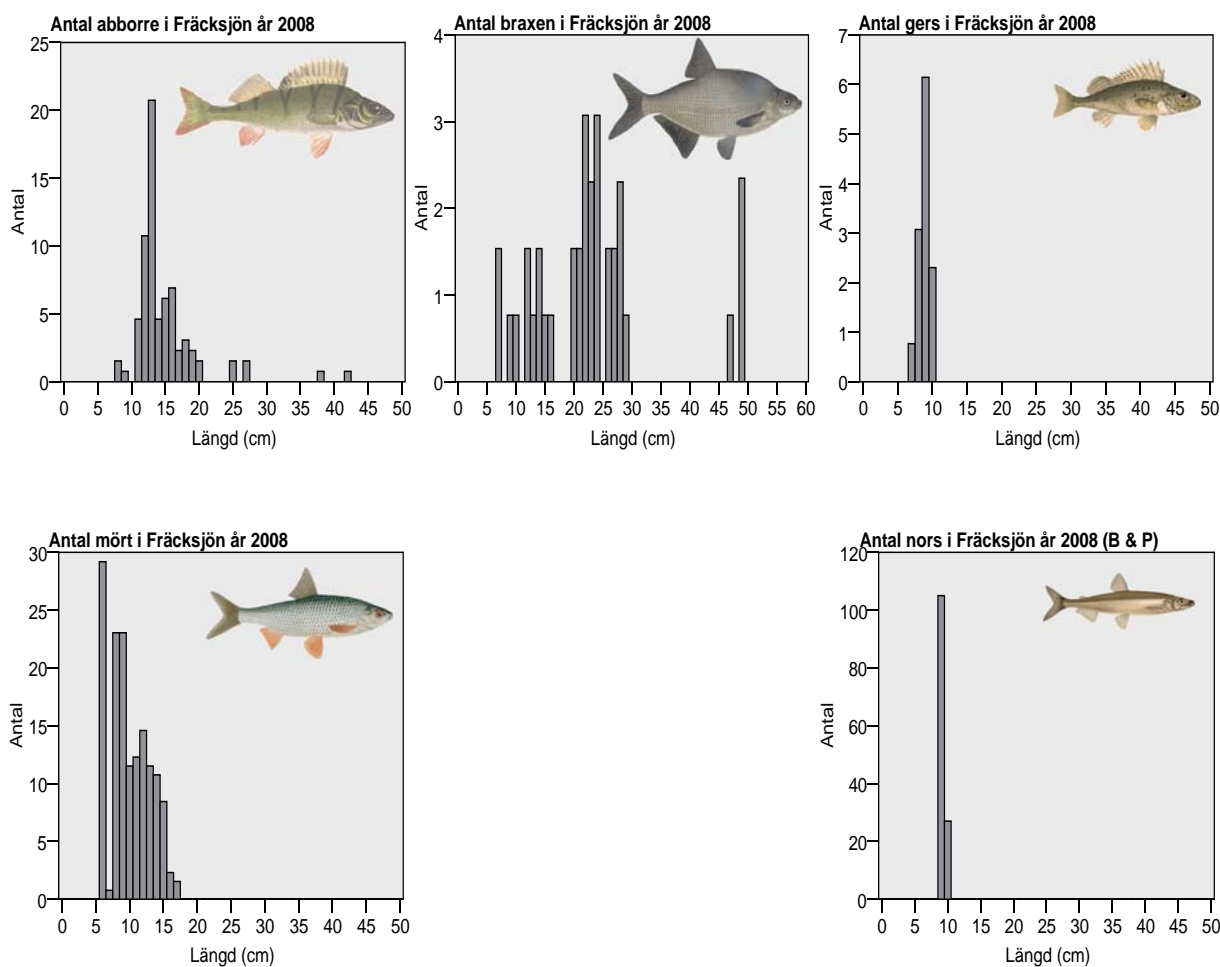 Antal abborre i Fräcksjön år 2008
25
20
15
10
5
0
Antal
0 5 10 15 20 25 30 35 40 45 50
Längd (cm)
Antal braxen i Fräcksjön år 2008
4
3
2
1
0
Antal
0 5 10 15 20 25 30 35 40 45 50 55 60
Längd (cm)
Antal gers i Fräcksjön år 2008
7
6
5
4
3
2
1
0
Antal
0 5 10 15 20 25 30 35 40 45 50
Längd (cm)
Antal mört i Fräcksjön år 2008
30
25
20
15
10
5
0
Antal
0 5 10 15 20 25 30 35 40 45 50
Längd (cm)
Antal nors i Fräcksjön år 2008 (B & P)
120
100
80
60
40
20
0
Antal
0 5 10 15 20 25 30 35 40 45 50
Längd (cm)